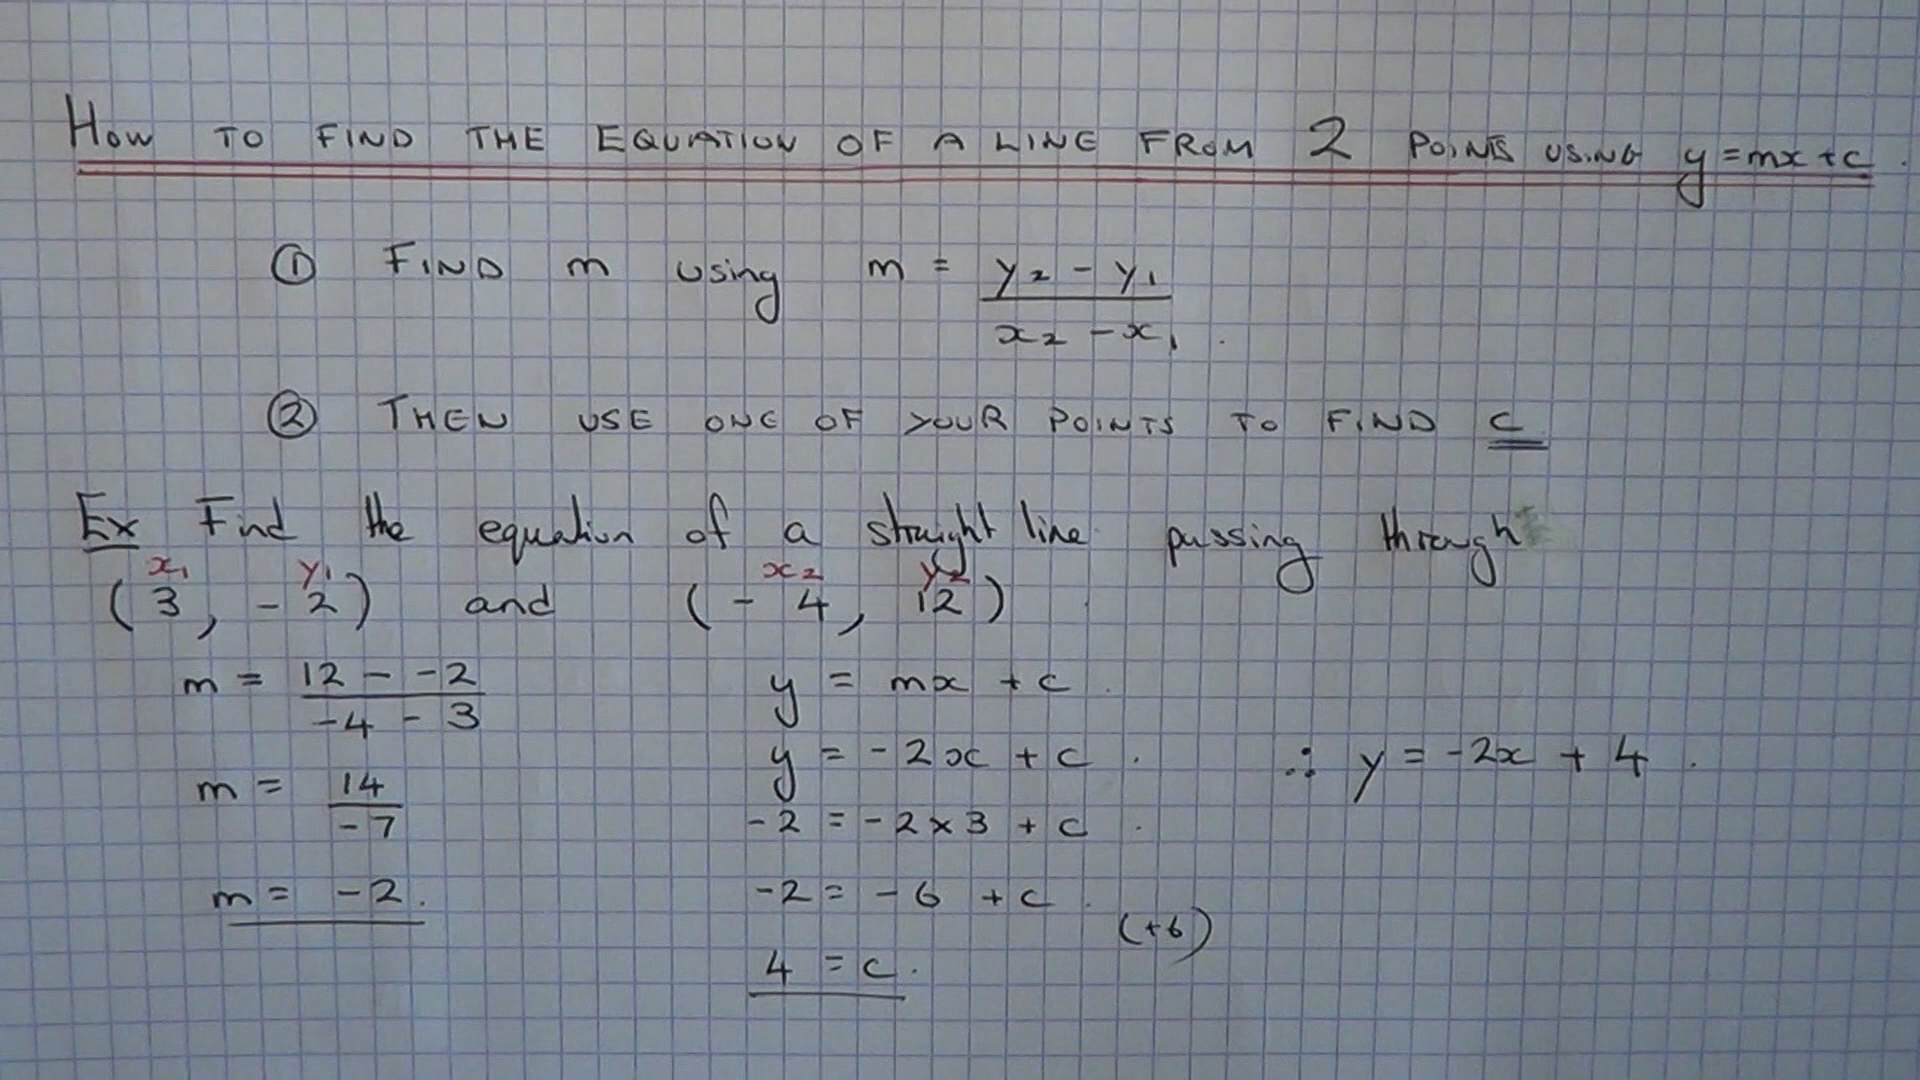 HOW TO FIND THE EQUATION OF A LINE FROM 2 POINTS USING y = mx + c.
① FIND m using m = y₂ - y₁
x₂ - x₁.
② THEN USE ONE OF YOUR POINTS TO FIND c
Ex Find the equation of a straight line passing through
x₁ y₁ x₂ y₂
(3, -2) and (-4, 12)
m = 12 - -2
-4 - 3
m = 14
-7
m = -2.
y = mx + c.
y = -2x + c.
-2 = -2 × 3 + c.
-2 = -6 + c.
(+6)
4 = c.
∴ y = -2x + 4.